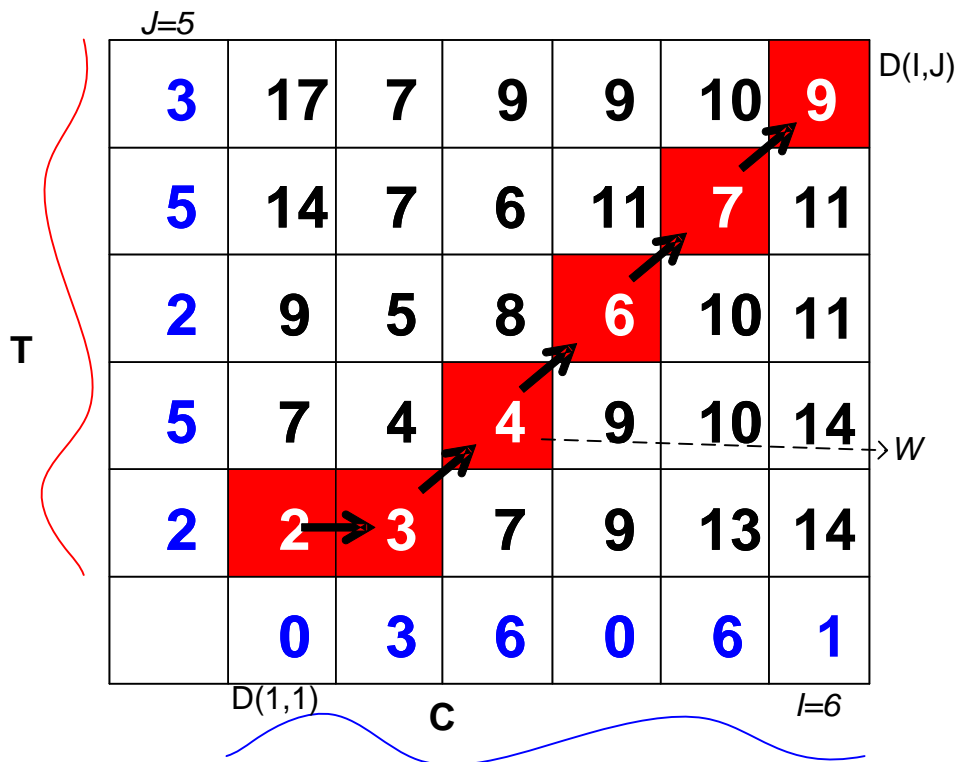 J=5
3 17 7 9 9 10 9 D(I,J)
5 14 7 6 11 7 11
2 9 5 8 6 10 11
T
5 7 4 4 9 10 14
W
2 2 3 7 9 13 14
0 3 6 0 6 1
D(1,1) C I=6